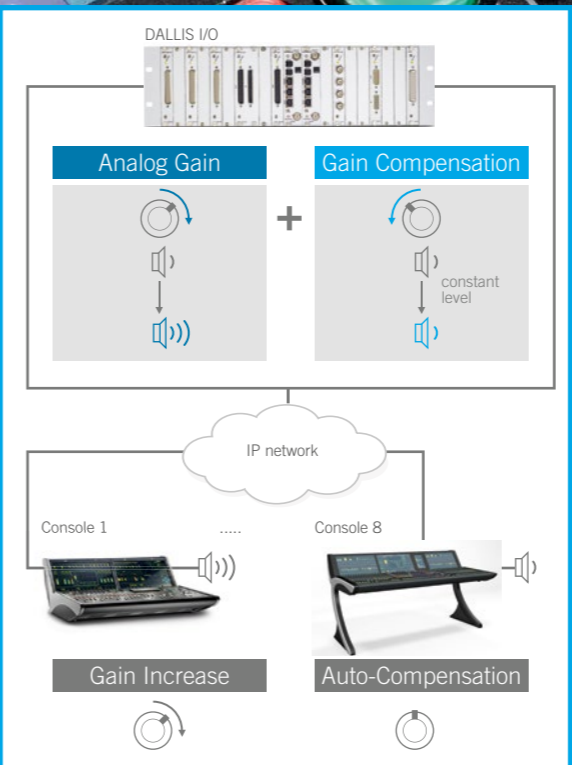 DALLIS I/O
Analog Gain
+
Gain Compensation
constant
level
IP network
Console 1
.....
Console 8
Gain Increase
Auto-Compensation